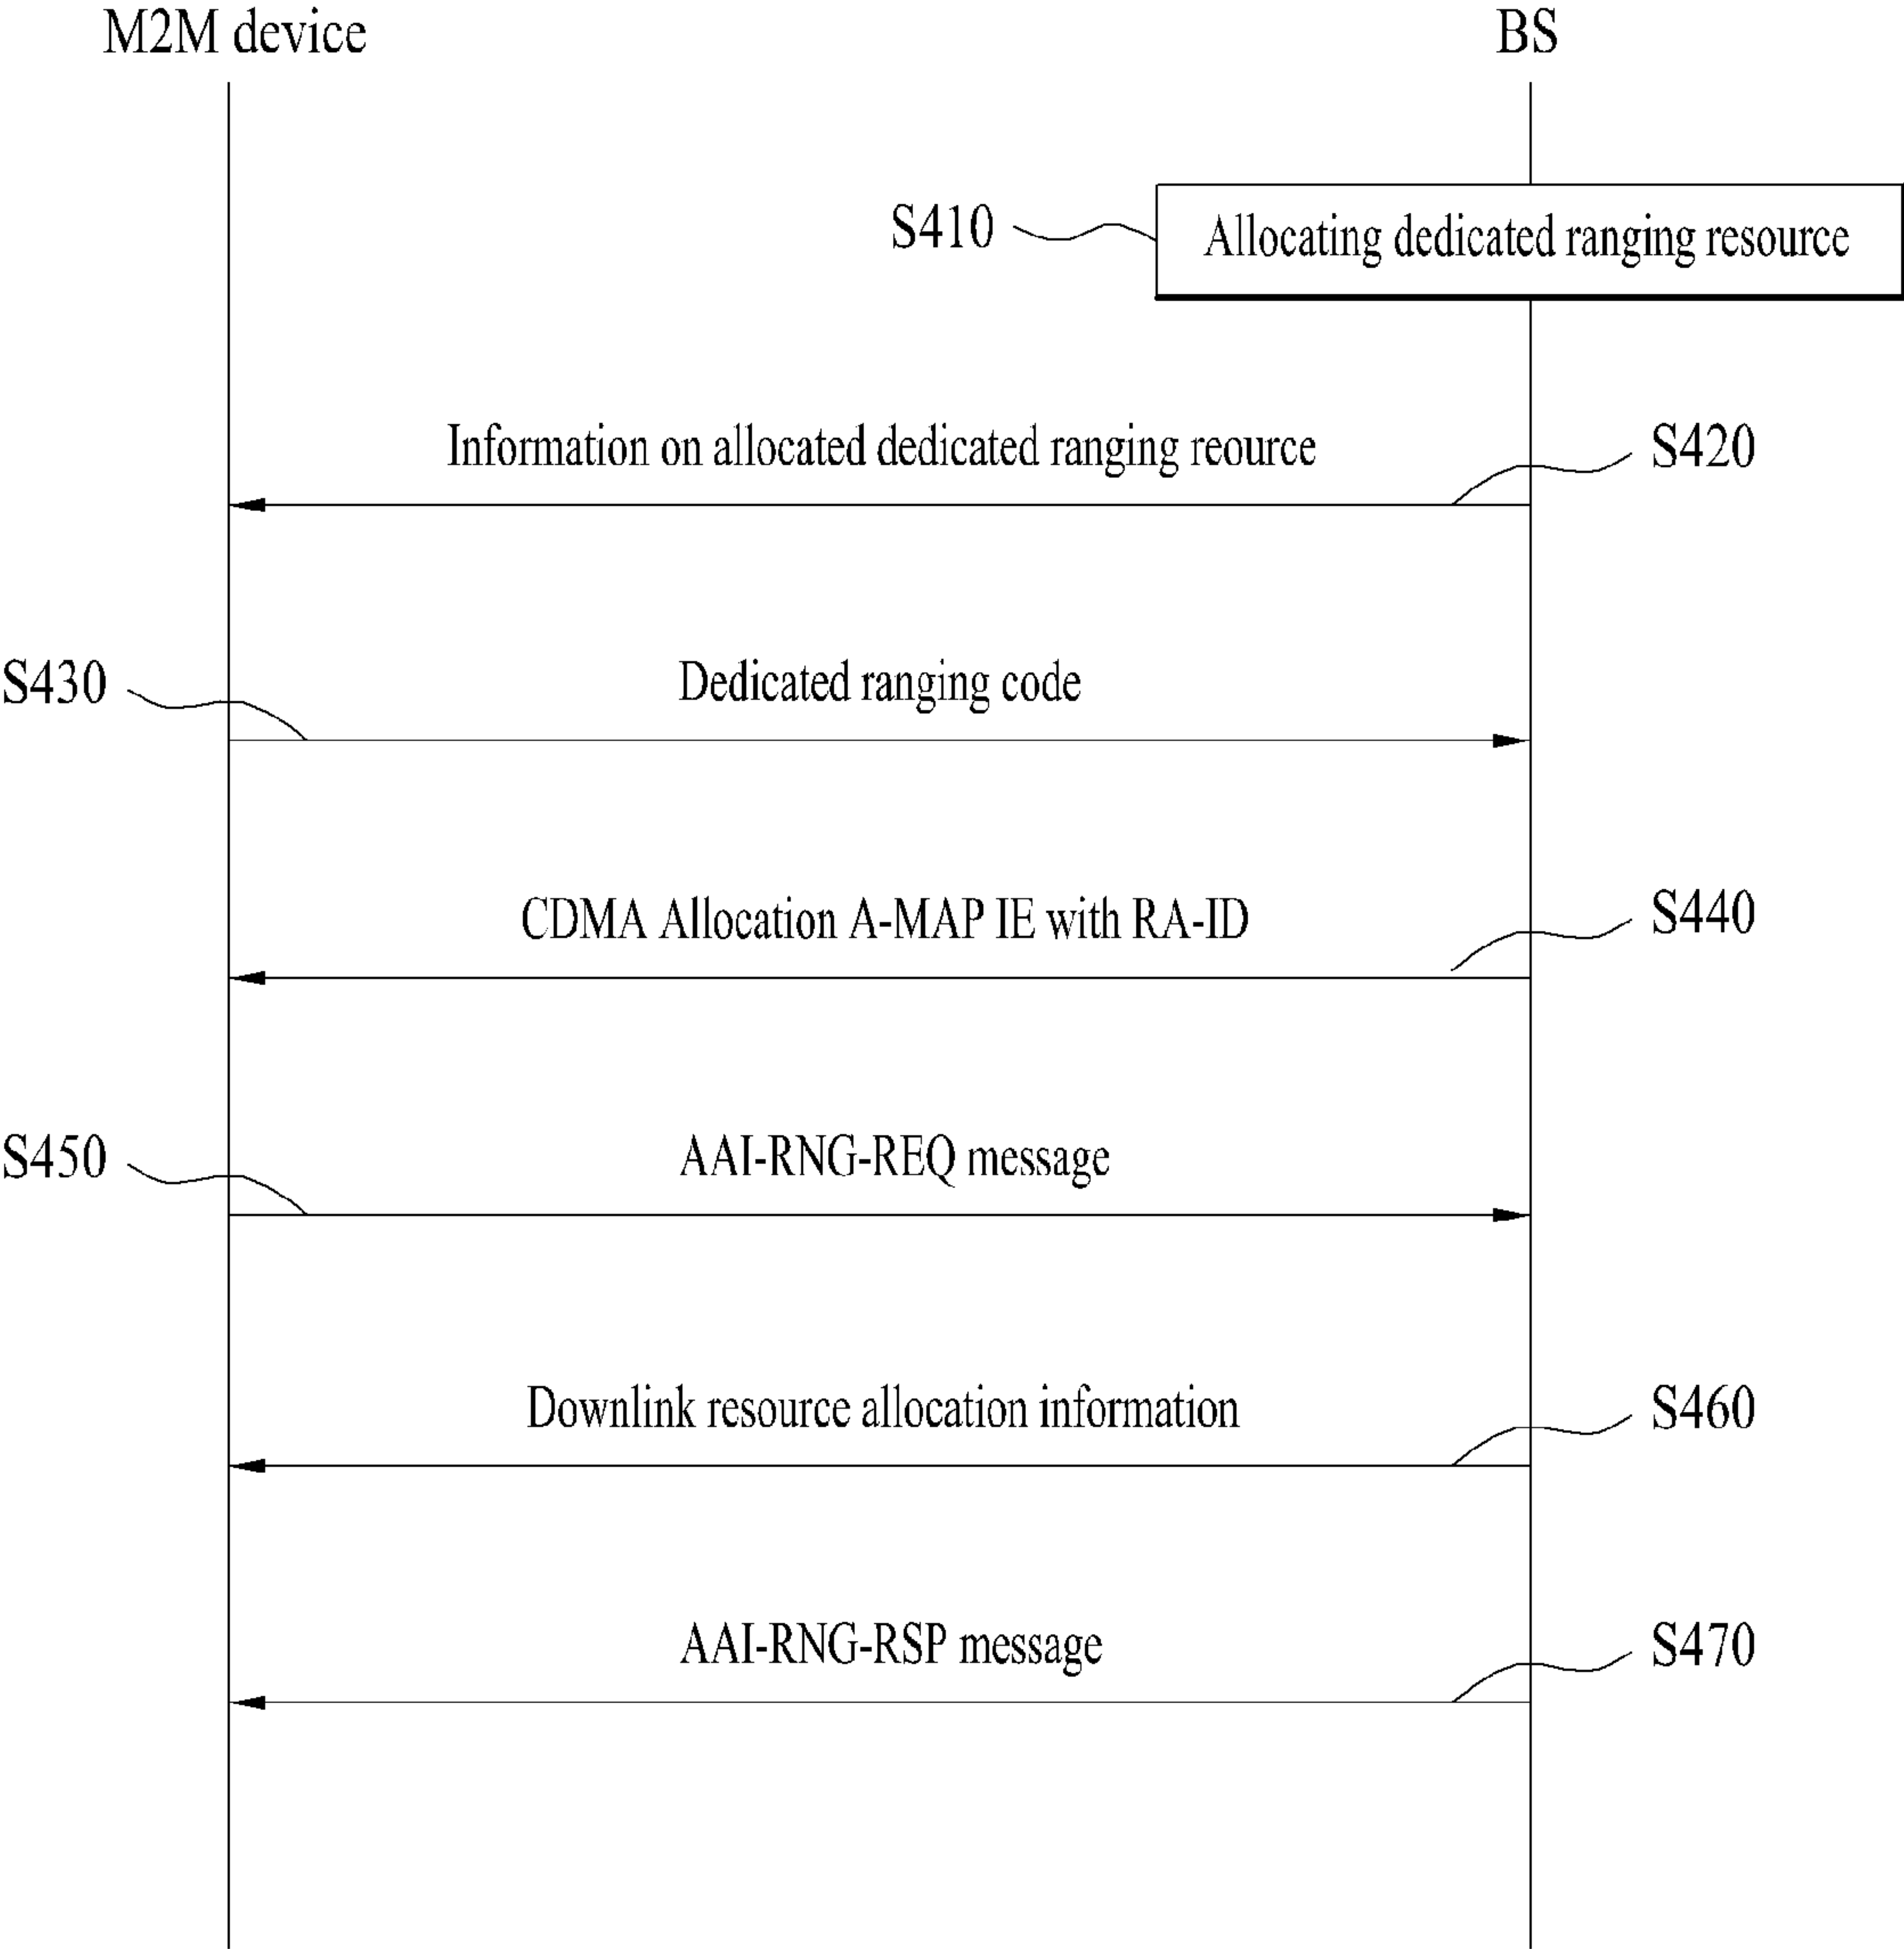 M2M device
BS
S410
Allocating dedicated ranging resource
Information on allocated dedicated ranging reource
S420
S430
Dedicated ranging code
CDMA Allocation A-MAP IE with RA-ID
S440
S450
AAI-RNG-REQ message
Downlink resource allocation information
S460
AAI-RNG-RSP message
S470